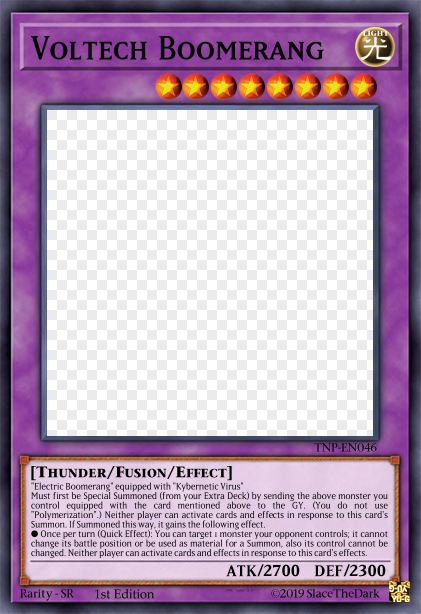 Voltech Boomerang
LIGHT
光
TNP-EN046
[Thunder/Fusion/Effect]
"Electric Boomerang" equipped with "Kybernetic Virus"
Must first be Special Summoned (from your Extra Deck) by sending the above monster you
control equipped with the card mentioned above to the GY. (You do not use
"Polymerization".) Neither player can activate cards and effects in response to this card's
Summon. If Summoned this way, it gains the following effect.
● Once per turn (Quick Effect): You can target 1 monster your opponent controls; it cannot
change its battle position or be used as material for a Summon, also its control cannot be
changed. Neither player can activate cards and effects in response to this card's effects.
ATK/2700 DEF/2300
Rarity - SR 1st Edition ©2019 SlaceTheDark